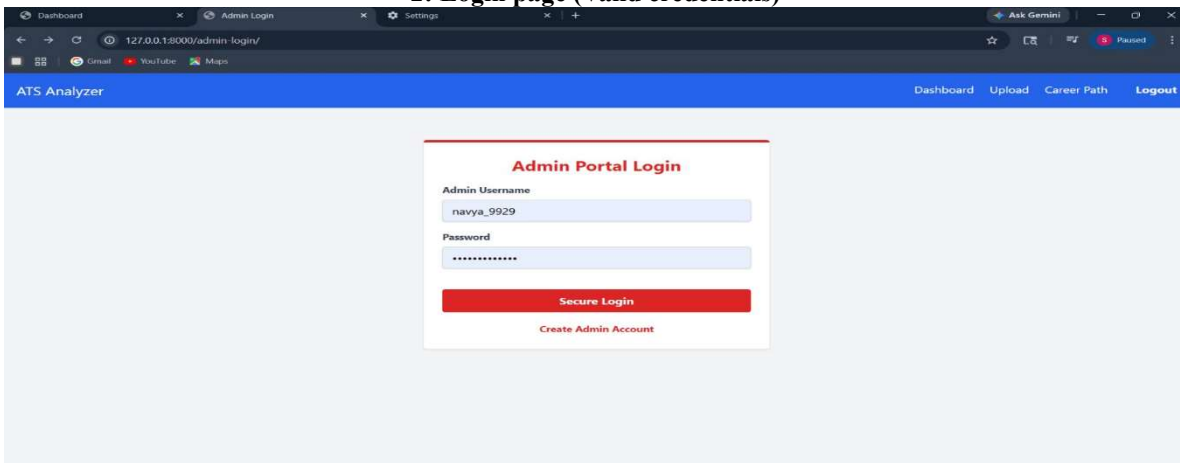 2. Login page (valid credentials)
Dashboard Admin Login Settings Ask Gemini
127.0.0.1:8000/admin-login/ S Paused
Gmail YouTube Maps
ATS Analyzer Dashboard Upload Career Path Logout
Admin Portal Login
Admin Username
navya_9929
Password
•••••••••••••
Secure Login
Create Admin Account